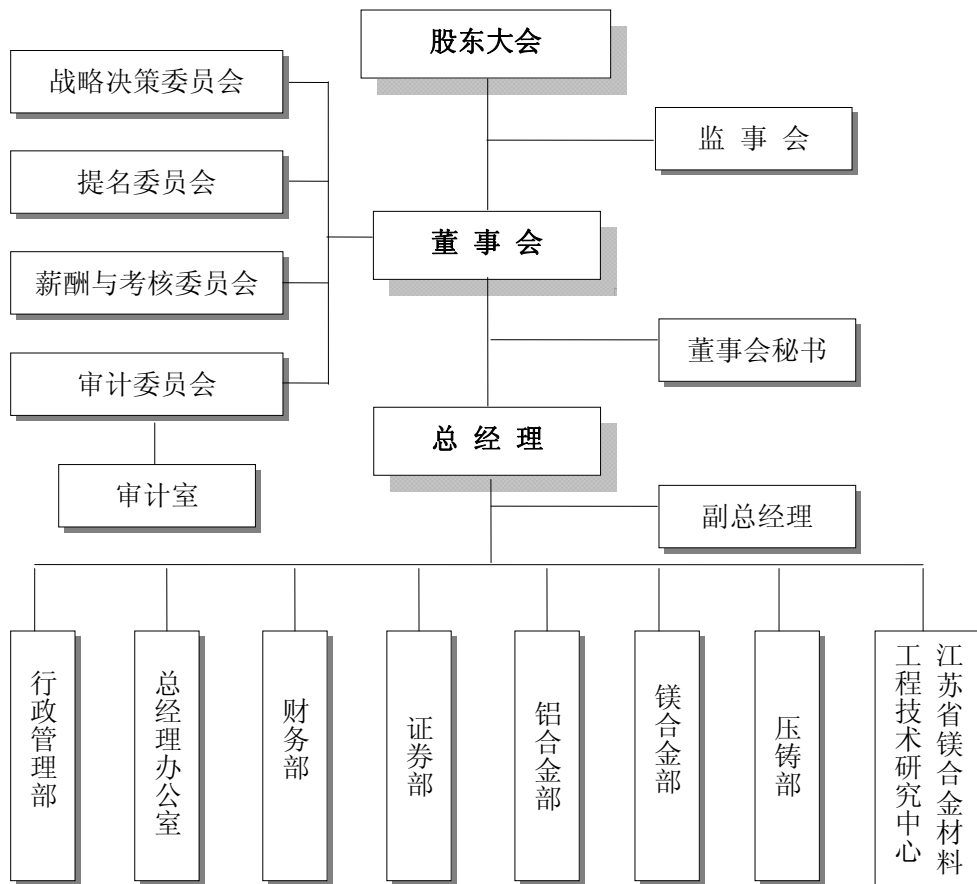 股东大会
战略决策委员会
监 事 会
提名委员会
董 事 会
薪酬与考核委员会
董事会秘书
审计委员会
总 经 理
审计室
副总经理
行政管理部
总经理办公室
财务部
证券部
铝合金部
镁合金部
压铸部
江苏省镁合金材料
工程技术研究中心